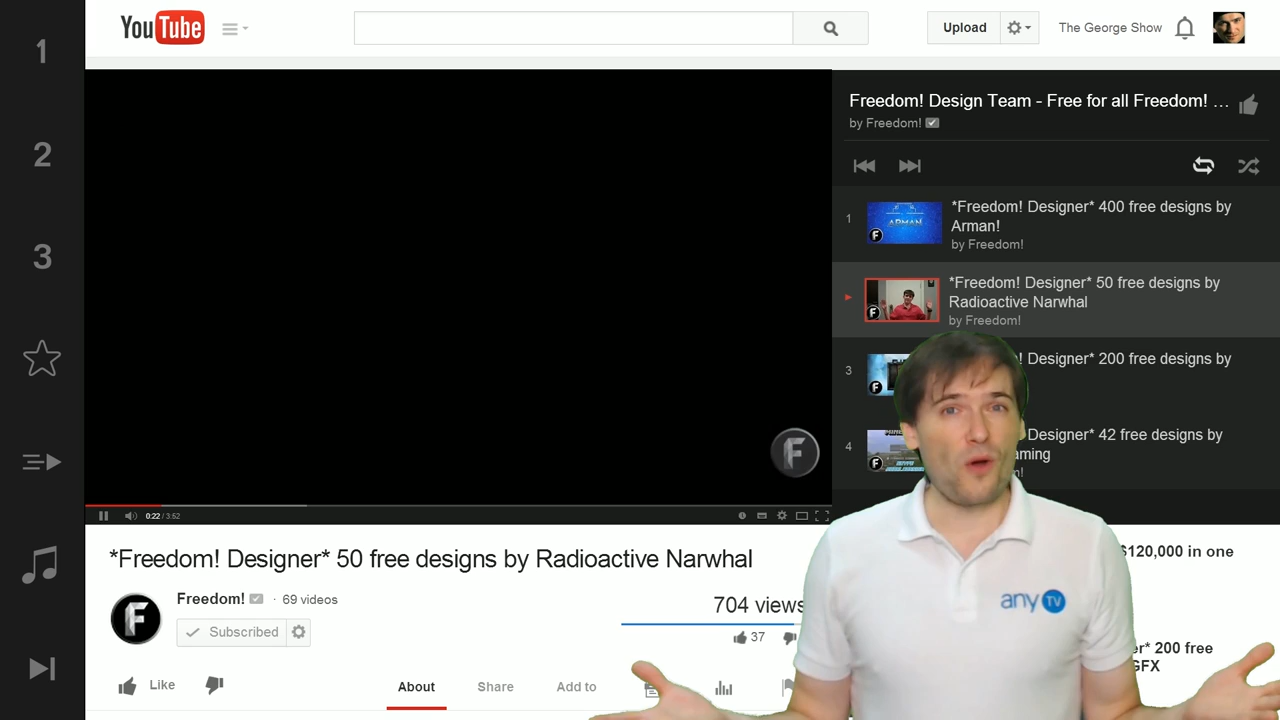 1
2
3
YouTube
Upload
The George Show
Freedom! Design Team - Free for all Freedom! ...
by Freedom!
1
*Freedom! Designer* 400 free designs by
Arman!
by Freedom!
ARMAN
F
*Freedom! Designer* 50 free designs by
Radioactive Narwhal
by Freedom!
F
3
! Designer* 200 free designs by
F
4
Designer* 42 free designs by
aming
m!
F
F
0:22 / 3:52
*Freedom! Designer* 50 free designs by Radioactive Narwhal
F
Freedom! · 69 videos
Subscribed
704 views
37
Like
About
Share
Add to
$120,000 in one
er* 200 free
GFX
any TV